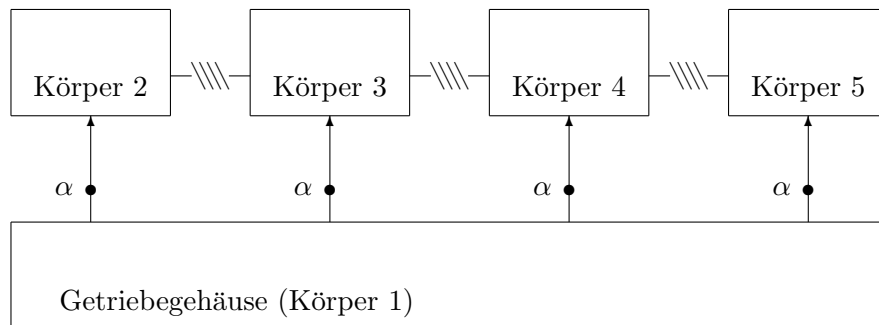 Körper 2 Körper 3 Körper 4 Körper 5
α α α α
Getriebegehäuse (Körper 1)